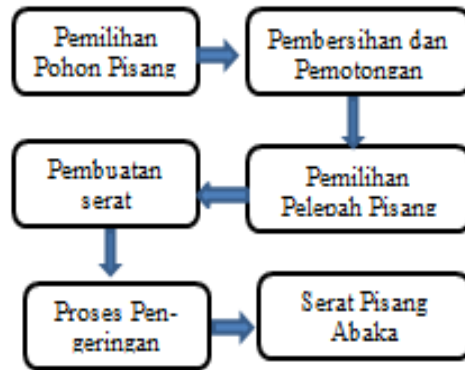 Pemilihan
Pohon Pisang
Pembersihan dan
Pemotongan
Pemilihan
Pelepah Pisang
Pembuatan
serat
Proses Pen-
geringan
Serat Pisang
Abaka